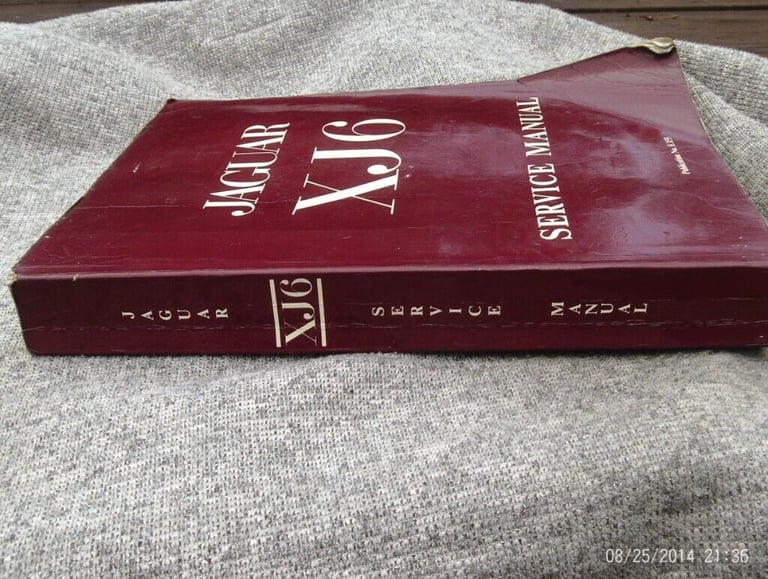 JAGUAR
XJ6
SERVICE MANUAL
JAGUAR
XJ6
SERVICE MANUAL
08/25/2014 21:36